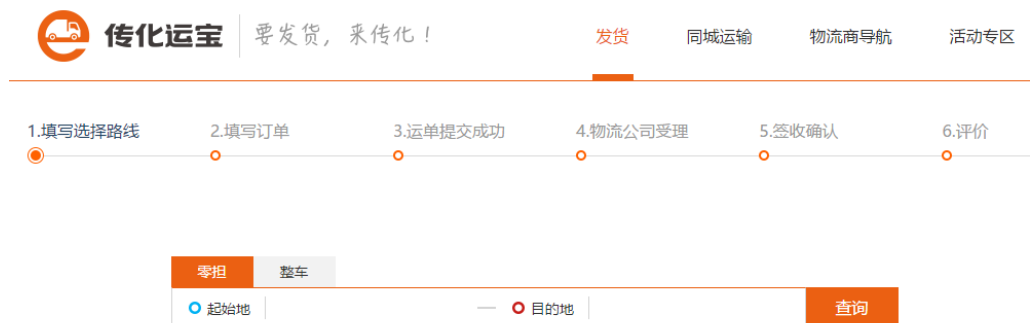 传化运宝 要发货，来传化！ 发货 同城运输 物流商导航 活动专区
1.填写选择路线 2.填写订单 3.运单提交成功 4.物流公司受理 5.签收确认 6.评价
零担 整车
起始地 — 目的地 查询